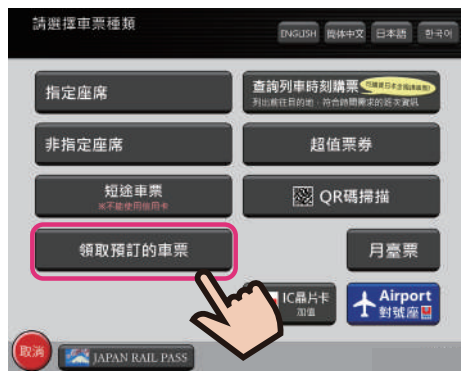 請選擇車票種類
ENGLISH
简体中文
日本語
한국어
指定座席
查詢列車時刻購票
列出前往目的地、符合時間需求的班次資訊
非指定座席
超值票券
短途車票
※不能使用信用卡
QR碼掃描
領取預訂的車票
月臺票
IC晶片卡
加值
Airport
對號座
取消
JAPAN RAIL PASS